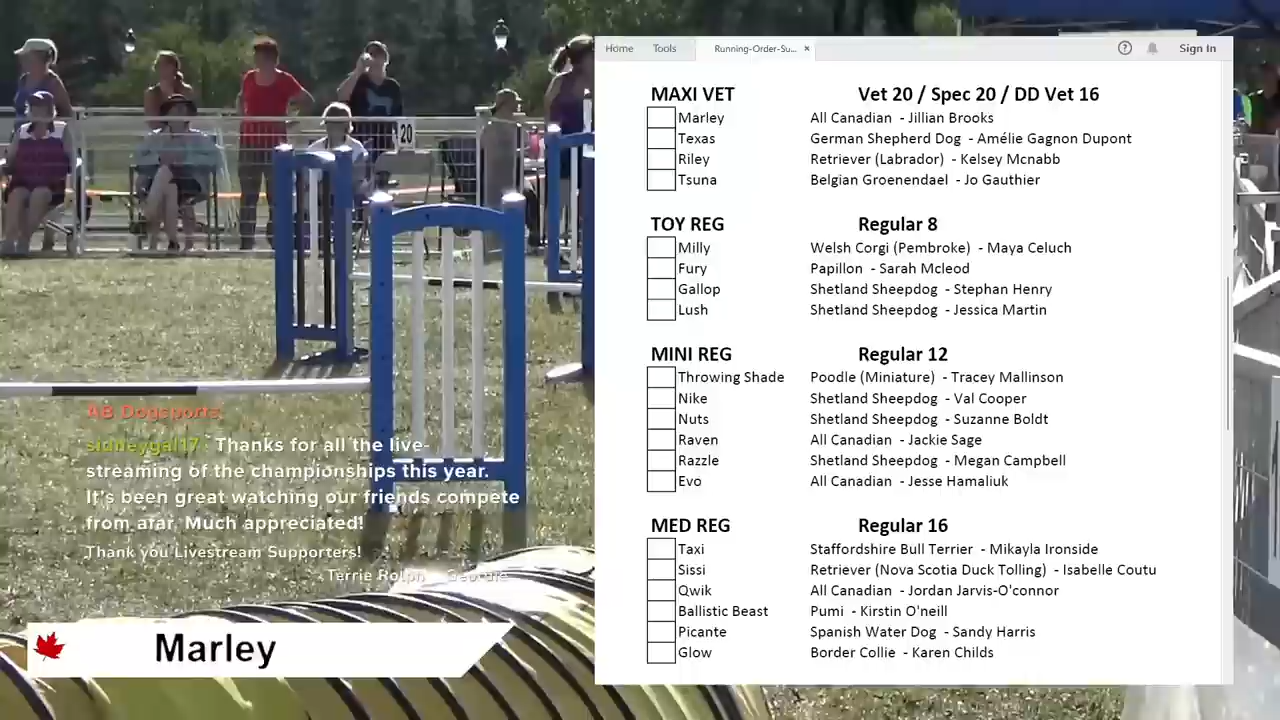 Home Tools Running-Order-Su... × ? Sign In
MAXI VET Vet 20 / Spec 20 / DD Vet 16
Marley All Canadian - Jillian Brooks
Texas German Shepherd Dog - Amélie Gagnon Dupont
Riley Retriever (Labrador) - Kelsey Mcnabb
Tsuna Belgian Groenendael - Jo Gauthier
TOY REG Regular 8
Milly Welsh Corgi (Pembroke) - Maya Celuch
Fury Papillon - Sarah Mcleod
Gallop Shetland Sheepdog - Stephan Henry
Lush Shetland Sheepdog - Jessica Martin
MINI REG Regular 12
Throwing Shade Poodle (Miniature) - Tracey Mallinson
Nike Shetland Sheepdog - Val Cooper
Nuts Shetland Sheepdog - Suzanne Boldt
Raven All Canadian - Jackie Sage
Razzle Shetland Sheepdog - Megan Campbell
Evo All Canadian - Jesse Hamaliuk
MED REG Regular 16
Taxi Staffordshire Bull Terrier - Mikayla Ironside
Sissi Retriever (Nova Scotia Duck Tolling) - Isabelle Coutu
Qwik All Canadian - Jordan Jarvis-O'connor
Ballistic Beast Pumi - Kirstin O'neill
Picante Spanish Water Dog - Sandy Harris
Glow Border Collie - Karen Childs
20
AB Dogsports
sidneygal17: Thanks for all the live-
streaming of the championships this year.
It's been great watching our friends compete
from afar. Much appreciated!
Thank you Livestream Supporters!
Terrie Rolph - Geordie
Marley